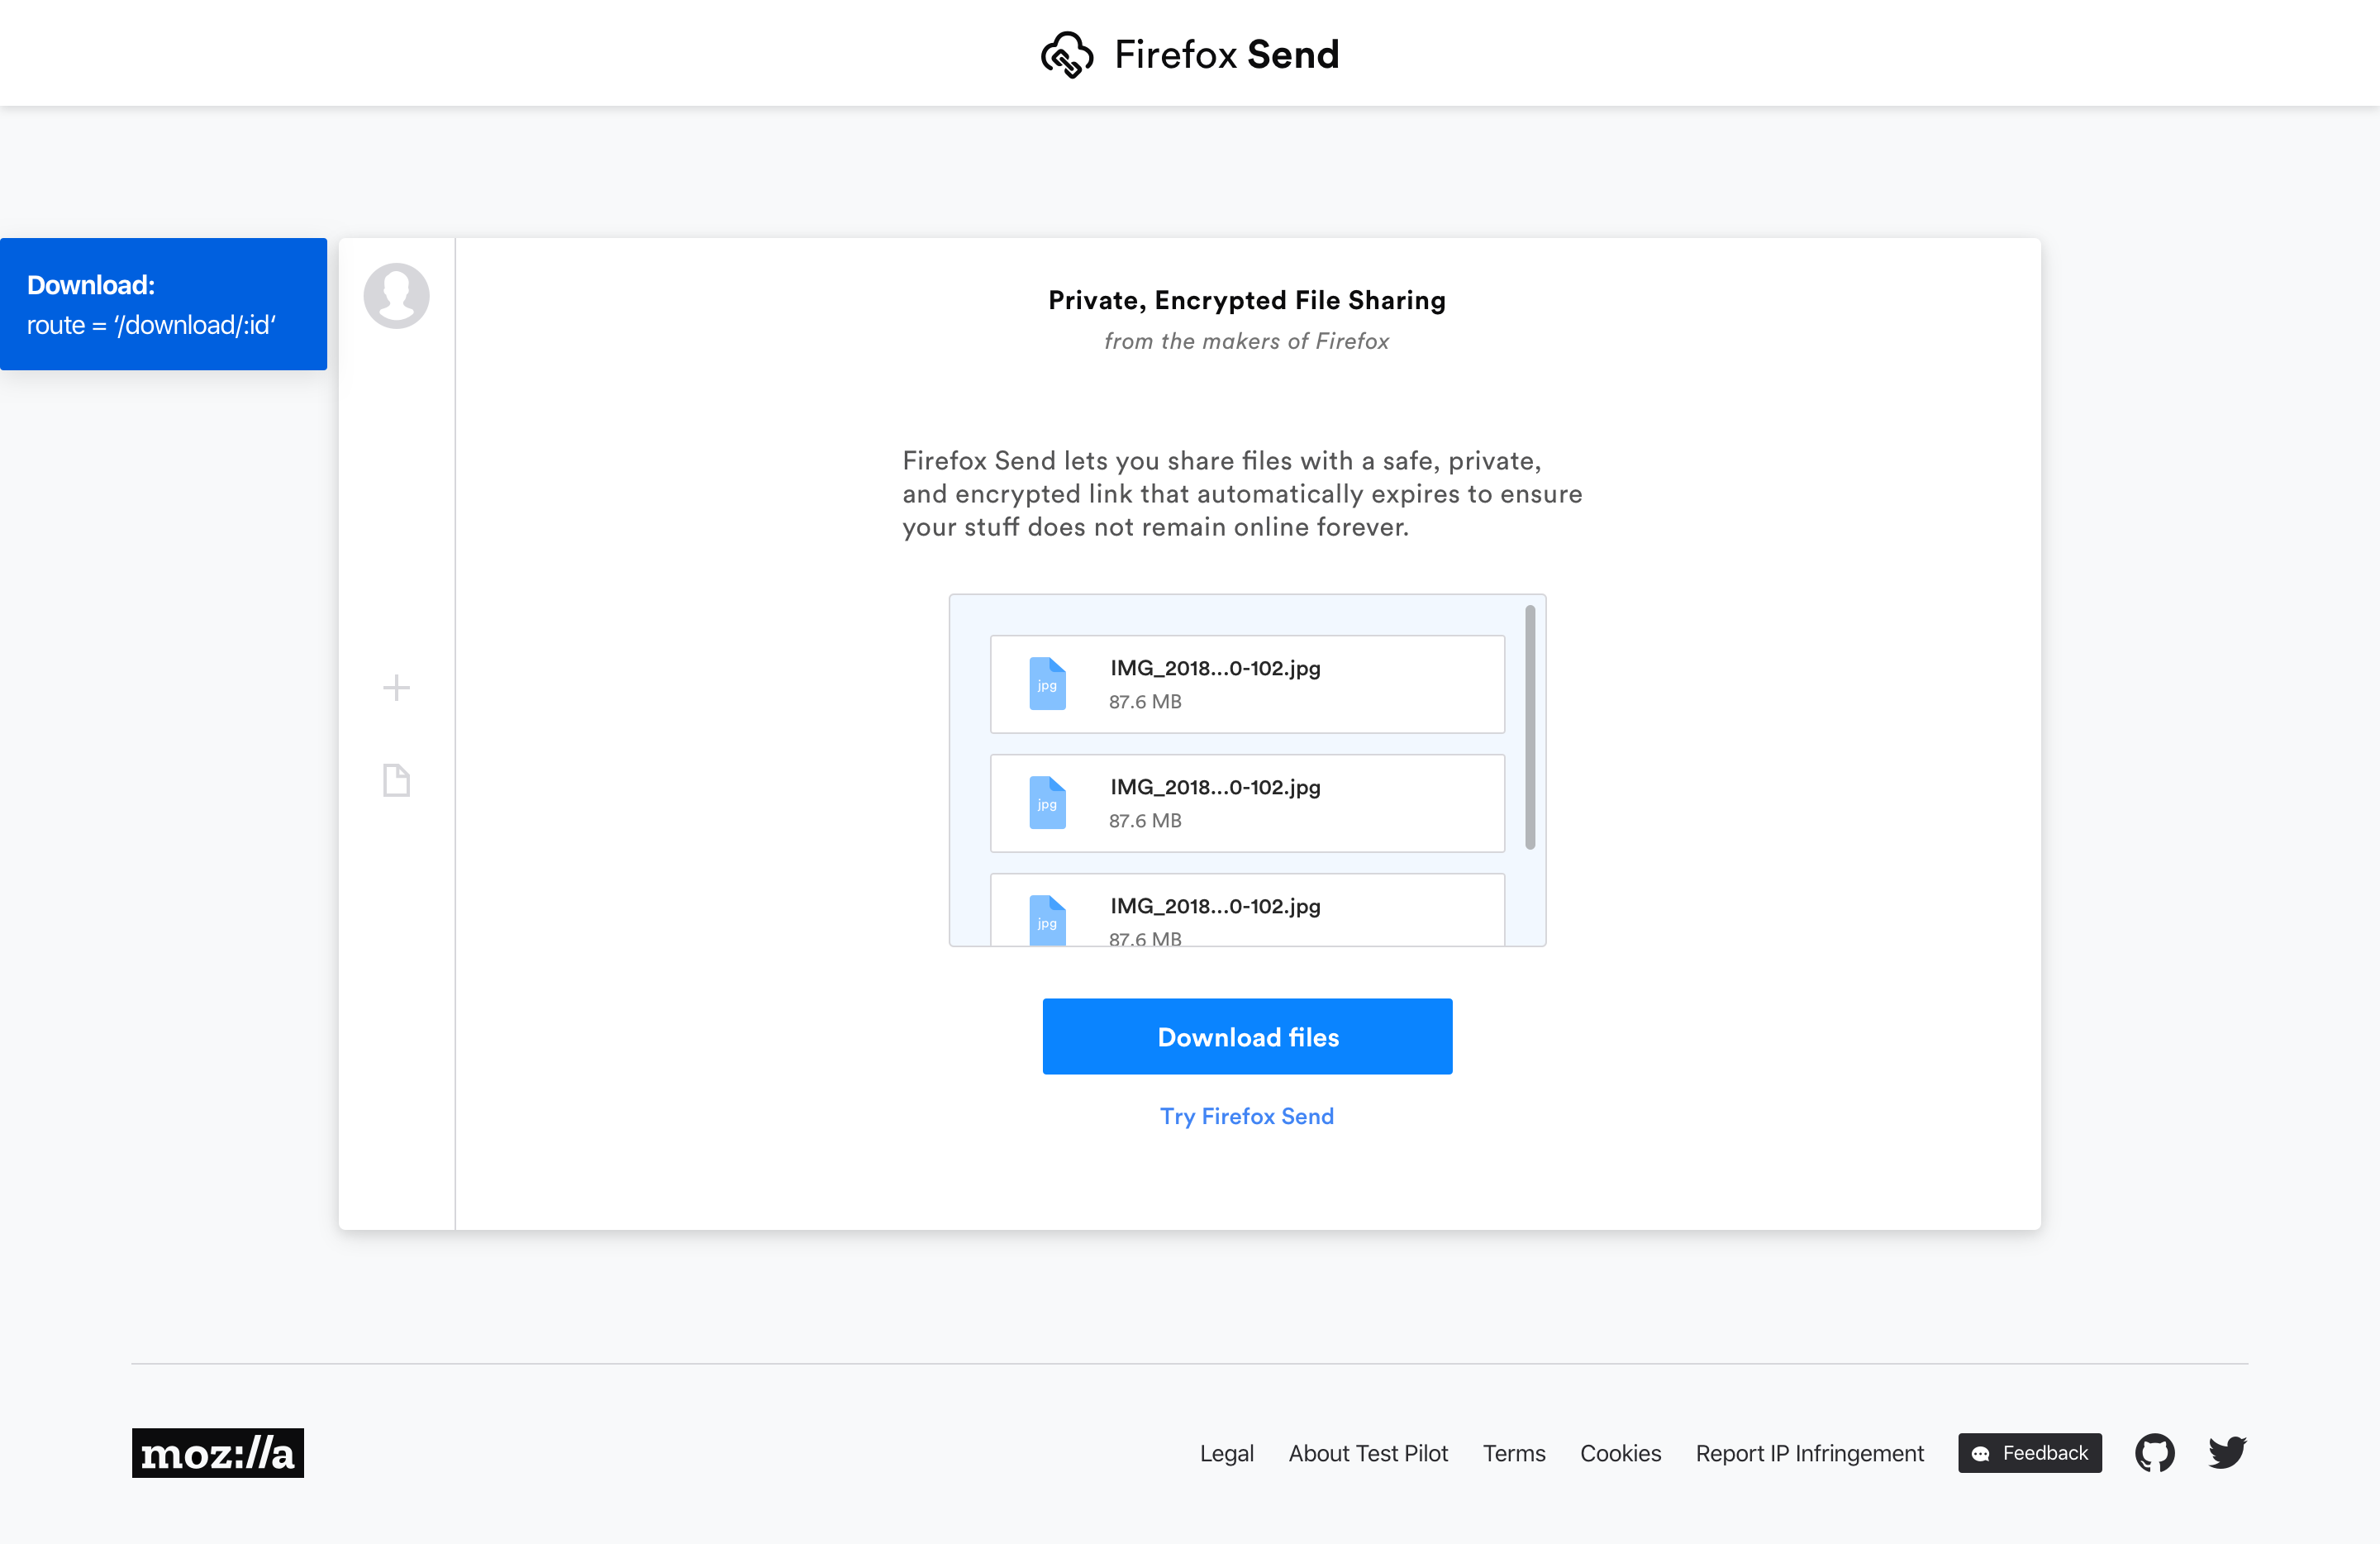 Firefox Send
Download:
route = ‘/download/:id‘
Private, Encrypted File Sharing
from the makers of Firefox
Firefox Send lets you share files with a safe, private,
and encrypted link that automatically expires to ensure
your stuff does not remain online forever.
jpg
IMG_2018...0-102.jpg
87.6 MB
jpg
IMG_2018...0-102.jpg
87.6 MB
jpg
IMG_2018...0-102.jpg
87.6 MB
Download files
Try Firefox Send
moz://a
Legal
About Test Pilot
Terms
Cookies
Report IP Infringement
Feedback